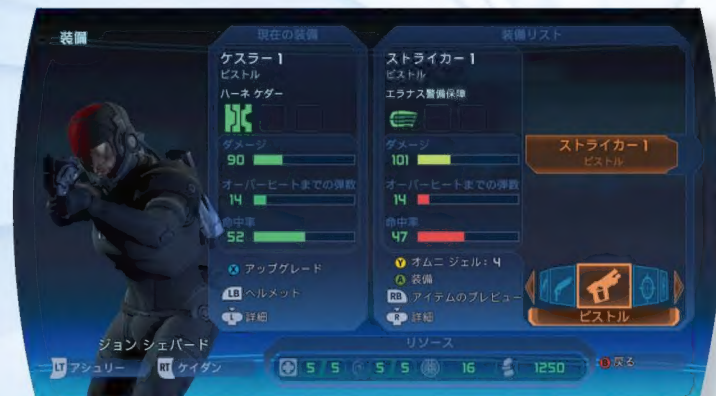 装備
現在の装備
ケスラー 1
ピストル
ハーネ ケダー
ダメージ
90
オーバーヒートまでの弾数
14
命中率
52
X アップグレード
LB ヘルメット
L 詳細
装備リスト
ストライカー 1
ピストル
エラナス警備保障
ダメージ
101
オーバーヒートまでの弾数
14
命中率
47
Y オムニ ジェル：4
A 装備
RB アイテムのプレビュー
R 詳細
ストライカー 1
ピストル
ピストル
ジョン シェパード
LT アシュリー RT ケイダン
リソース
5 / 5 5 / 5 16 1250
B 戻る